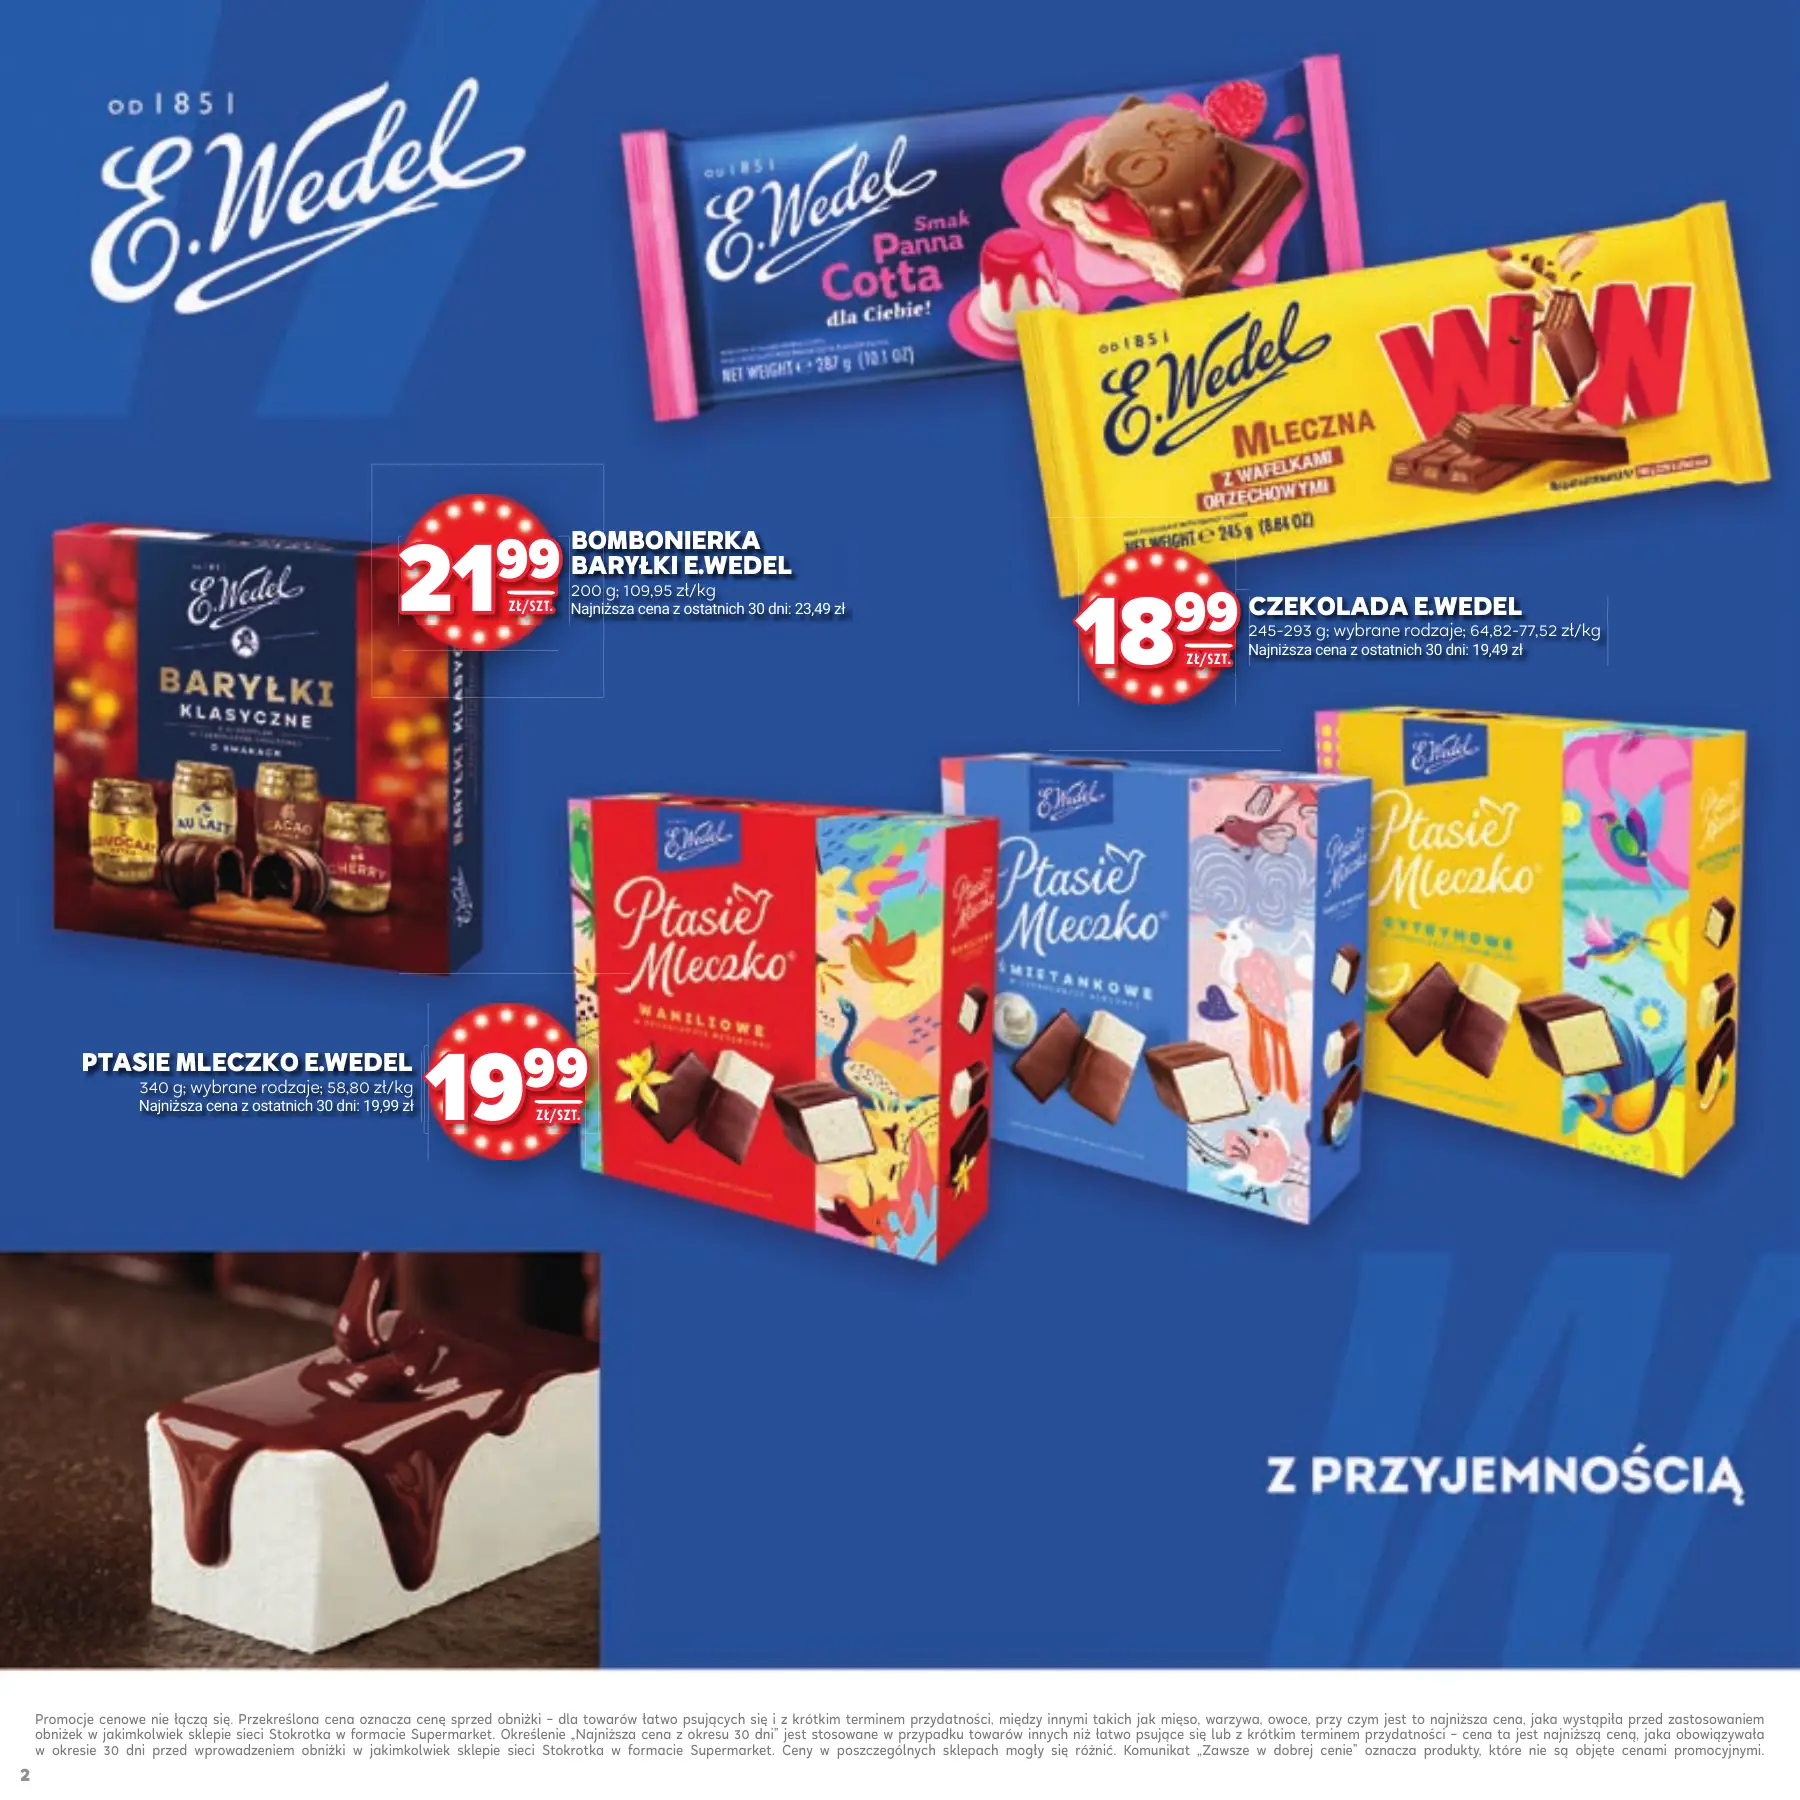 OD 1851
E.Wedel
OD 1851
E.Wedel
Smak
Panna
Cotta
dla Ciebie!
NET WEIGHT e 287 g (10.1 OZ)
OD 1851
E.Wedel
WW
MLECZNA
Z WAFELKAMI
ORZECHOWYMI
NET WEIGHT e 245 g (8.64 OZ)
21 99
ZŁ/SZT.
BOMBONIERKA
BARYŁKI E.WEDEL
200 g; 109,95 zł/kg
Najniższa cena z ostatnich 30 dni: 23,49 zł
18 99
ZŁ/SZT.
CZEKOLADA E.WEDEL
245-293 g; wybrane rodzaje; 64,82-77,52 zł/kg
Najniższa cena z ostatnich 30 dni: 19,49 zł
E.Wedel
BARYŁKI
KLASYCZNE
O SMAKACH
AU LAIT
CACAO
CHERRY
BARYŁKI KLASYCZNE
E.Wedel
E.Wedel
Ptasie
Mleczko®
WANILIOWE
Ptasie
Mleczko
E.Wedel
Ptasie
Mleczko®
ŚMIETANKOWE
Ptasie
Mleczko
E.Wedel
Ptasie
Mleczko®
CYTRYNOWE
Ptasie
Mleczko
PTASIE MLECZKO E.WEDEL
340 g; wybrane rodzaje; 58,80 zł/kg
Najniższa cena z ostatnich 30 dni: 19,99 zł
19 99
ZŁ/SZT.
Z PRZYJEMNOŚCIĄ
Promocje cenowe nie łączą się. Przekreślona cena oznacza cenę sprzed obniżki – dla towarów łatwo psujących się i z krótkim terminem przydatności, między innymi takich jak mięso, warzywa, owoce, przy czym jest to najniższa cena, jaka wystąpiła przed zastosowaniem
obniżek w jakimkolwiek sklepie sieci Stokrotka w formacie Supermarket. Określenie „Najniższa cena z okresu 30 dni” jest stosowane w przypadku towarów innych niż łatwo psujące się lub z krótkim terminem przydatności – cena ta jest najniższą ceną, jaka obowiązywała
w okresie 30 dni przed wprowadzeniem obniżki w jakimkolwiek sklepie sieci Stokrotka w formacie Supermarket. Ceny w poszczególnych sklepach mogły się różnić. Komunikat „Zawsze w dobrej cenie” oznacza produkty, które nie są objęte cenami promocyjnymi.
2